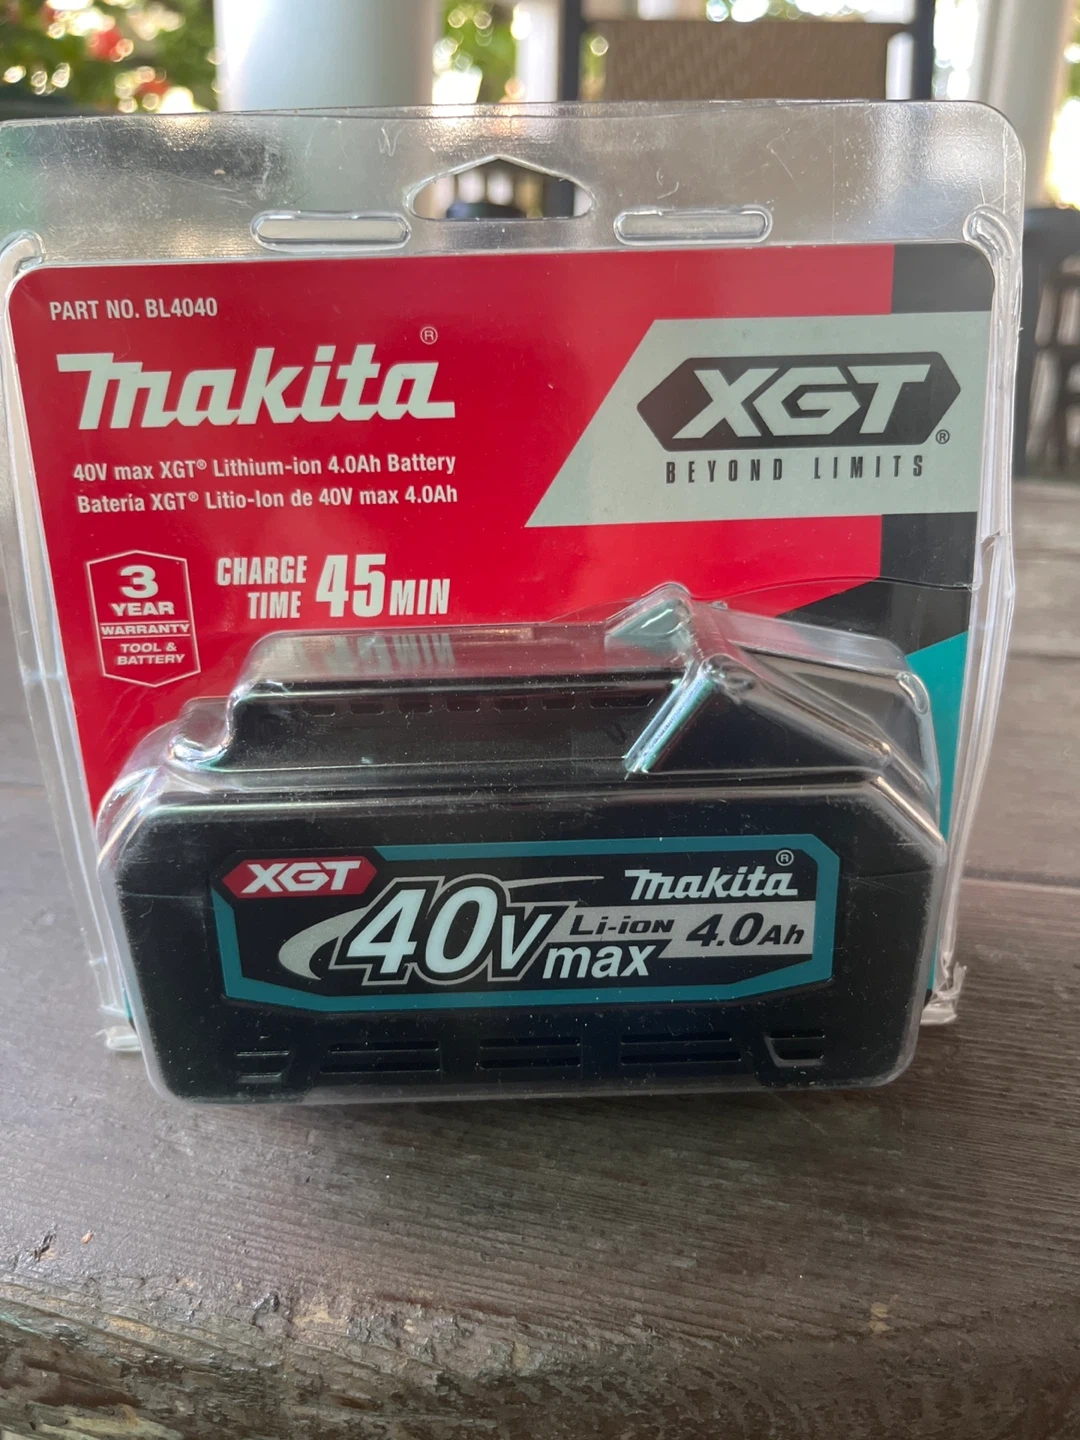 PART NO. BL4040
makita®
XGT®
BEYOND LIMITS
40V max XGT® Lithium-ion 4.0Ah Battery
Batería XGT® Litio-Ion de 40V max 4.0Ah
3
YEAR
WARRANTY
TOOL &
BATTERY
CHARGE
TIME 45 MIN
XGT
makita®
40V max
Li-ion 4.0Ah